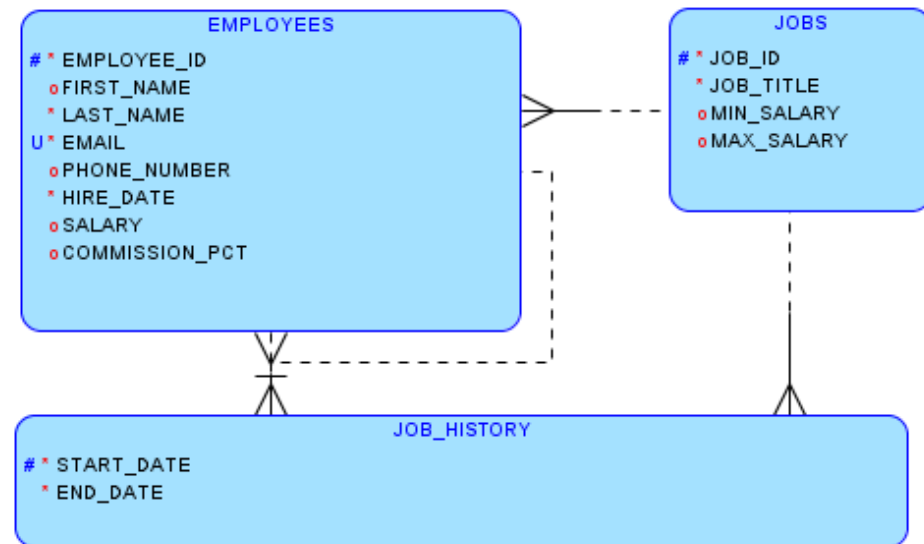 EMPLOYEES
# * EMPLOYEE_ID
o FIRST_NAME
* LAST_NAME
U * EMAIL
o PHONE_NUMBER
* HIRE_DATE
o SALARY
o COMMISSION_PCT
JOBS
# * JOB_ID
* JOB_TITLE
o MIN_SALARY
o MAX_SALARY
JOB_HISTORY
# * START_DATE
* END_DATE